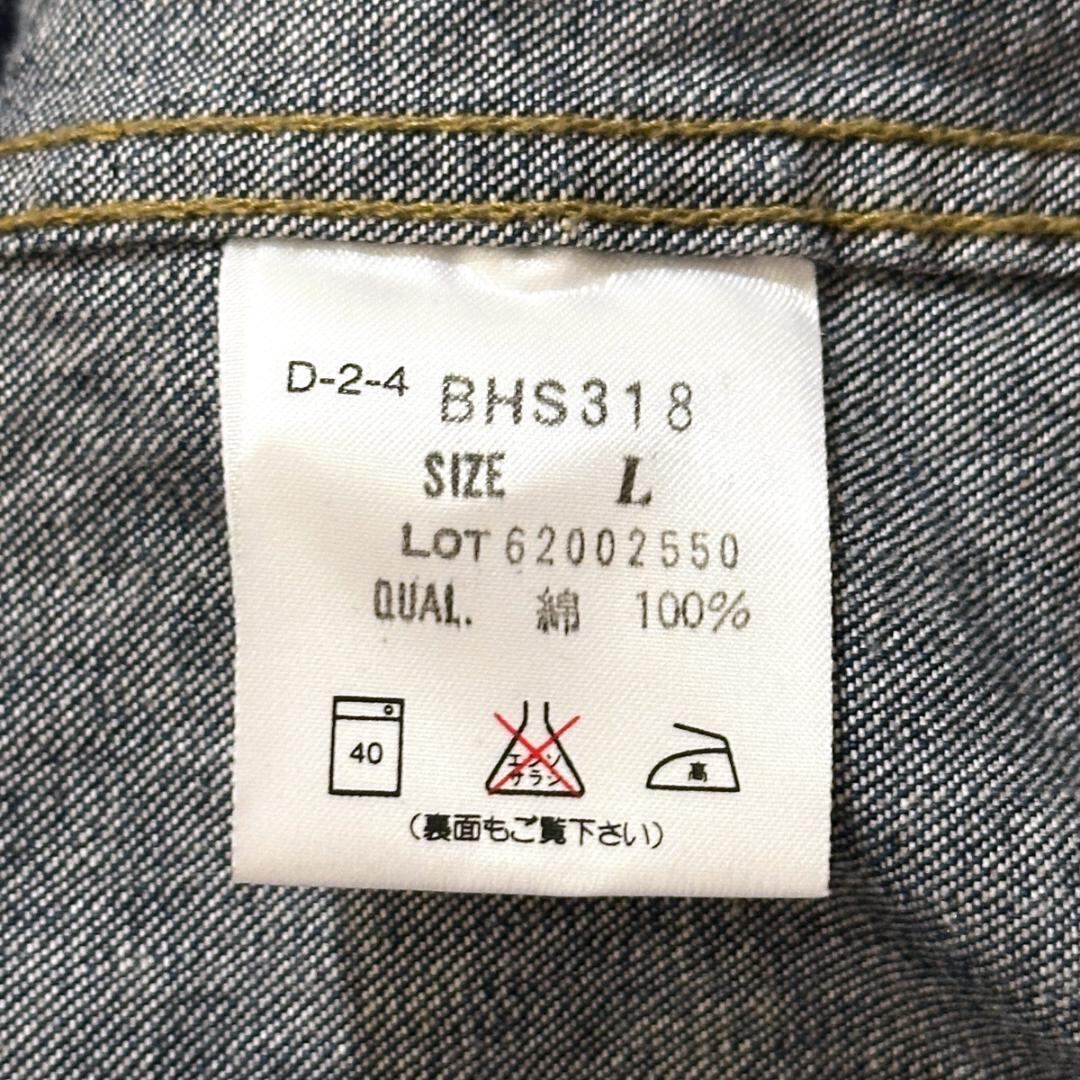 D-2-4 BHS318
SIZE L
LOT 62002550
QUAL. 綿 100%
40
エンソ
サラシ
高
(裏面もご覧下さい)